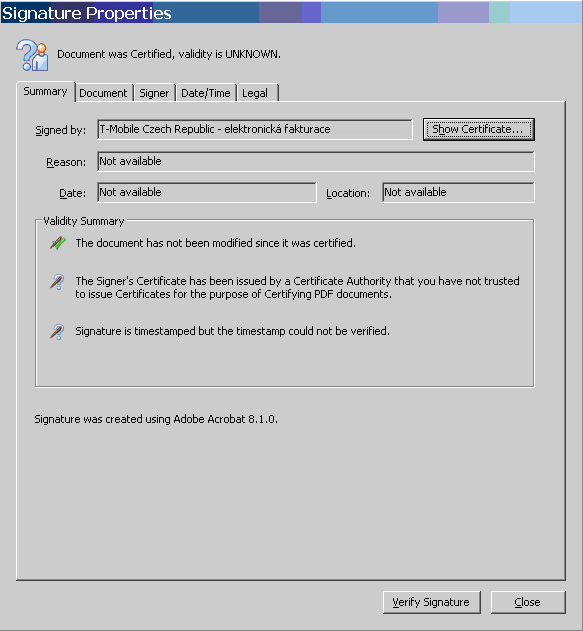 Signature Properties
Document was Certified, validity is UNKNOWN.
Summary Document Signer Date/Time Legal
Signed by: T-Mobile Czech Republic - elektronická fakturace Show Certificate...
Reason: Not available
Date: Not available Location: Not available
Validity Summary
The document has not been modified since it was certified.
The Signer's Certificate has been issued by a Certificate Authority that you have not trusted
to issue Certificates for the purpose of Certifying PDF documents.
Signature is timestamped but the timestamp could not be verified.
Signature was created using Adobe Acrobat 8.1.0.
Verify Signature Close